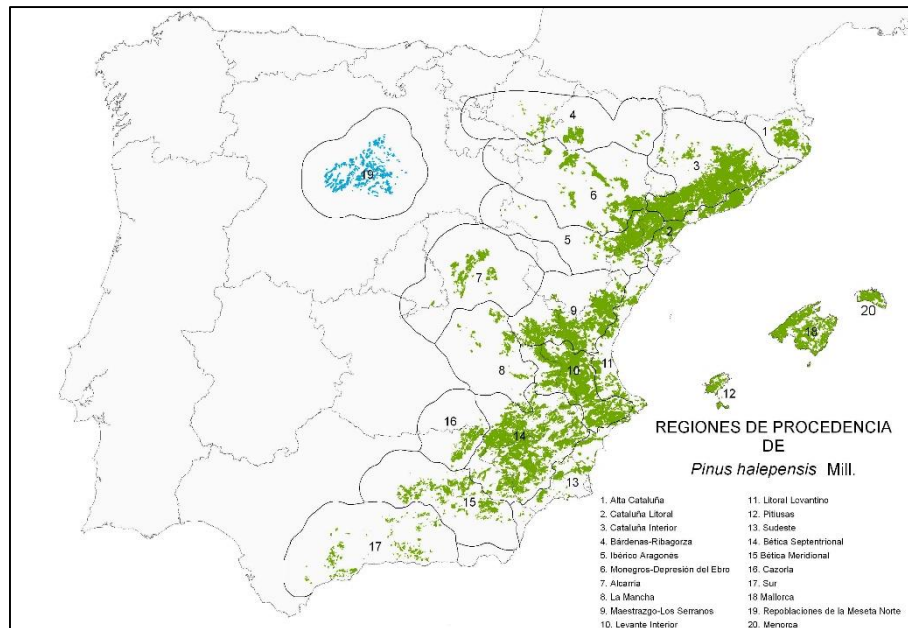 4
1
3
19
6
2
5
7
9
20
18
8
10
11
12
16
14
13
15
17
REGIONES DE PROCEDENCIA
DE
Pinus halepensis Mill.
1. Alta Cataluña
2. Cataluña Litoral
3. Cataluña Interior
4. Bárdenas-Ribagorza
5. Ibérico Aragonés
6. Monegros-Depresión del Ebro
7. Alcarria
8. La Mancha
9. Maestrazgo-Los Serranos
10. Levante Interior
11. Litoral Lovantino
12. Pitiusas
13. Sudeste
14. Bética Septentrional
15 Bética Meridional
16. Cazorla
17. Sur
18 Mallorca
19. Repoblaciones de la Meseta Norte
20. Menorca